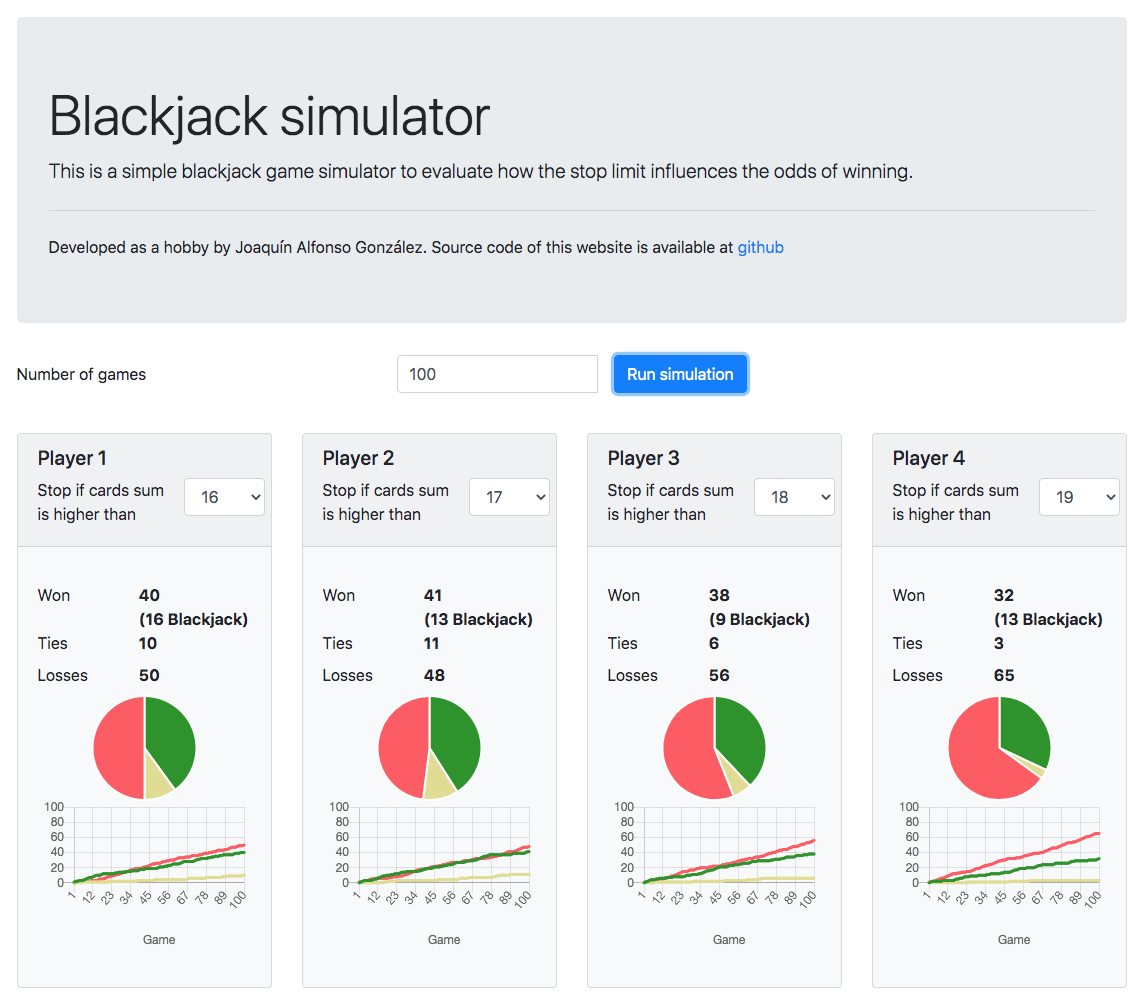 Blackjack simulator
This is a simple blackjack game simulator to evaluate how the stop limit influences the odds of winning.
Developed as a hobby by Joaquín Alfonso González. Source code of this website is available at github
Number of games
100
Run simulation
Player 1
Stop if cards sum
is higher than
16
Won 40
(16 Blackjack)
Ties 10
Losses 50
100
80
60
40
20
0
1 12 23 34 45 56 67 78 89 100
Game
Player 2
Stop if cards sum
is higher than
17
Won 41
(13 Blackjack)
Ties 11
Losses 48
100
80
60
40
20
0
1 12 23 34 45 56 67 78 89 100
Game
Player 3
Stop if cards sum
is higher than
18
Won 38
(9 Blackjack)
Ties 6
Losses 56
100
80
60
40
20
0
1 12 23 34 45 56 67 78 89 100
Game
Player 4
Stop if cards sum
is higher than
19
Won 32
(13 Blackjack)
Ties 3
Losses 65
100
80
60
40
20
0
1 12 23 34 45 56 67 78 89 100
Game